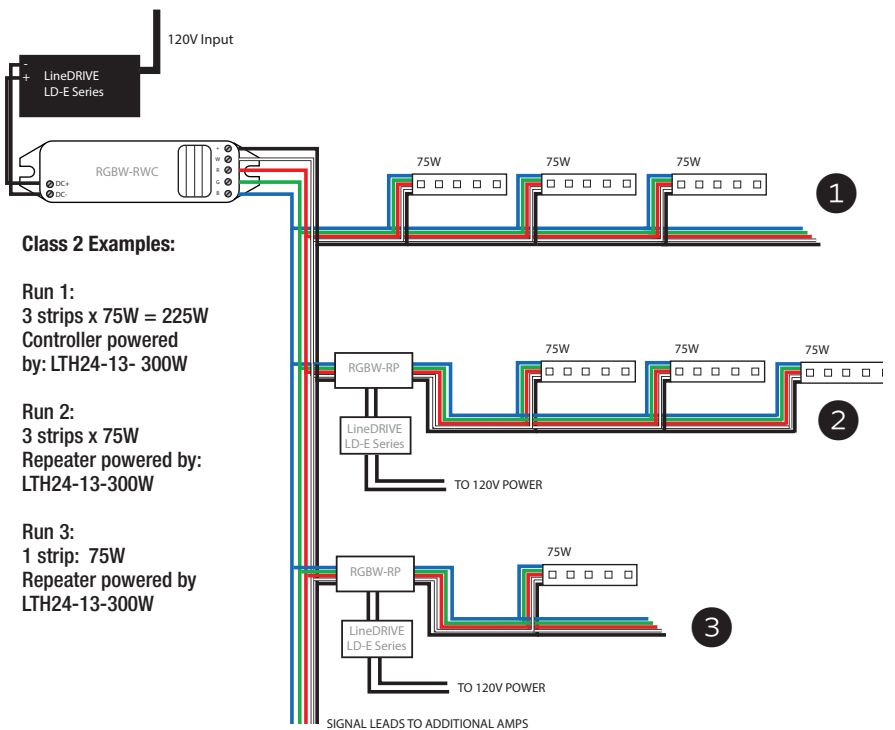 120V Input
-
+
LineDRIVE
LD-E Series
RGBW-RWC
DC+
DC-
+
W
R
G
B
75W
75W
75W
1
Class 2 Examples:
Run 1:
3 strips x 75W = 225W
Controller powered
by: LTH24-13- 300W
Run 2:
3 strips x 75W
Repeater powered by:
LTH24-13-300W
Run 3:
1 strip: 75W
Repeater powered by
LTH24-13-300W
RGBW-RP
LineDRIVE
LD-E Series
TO 120V POWER
75W
75W
75W
2
RGBW-RP
LineDRIVE
LD-E Series
TO 120V POWER
75W
3
SIGNAL LEADS TO ADDITIONAL AMPS